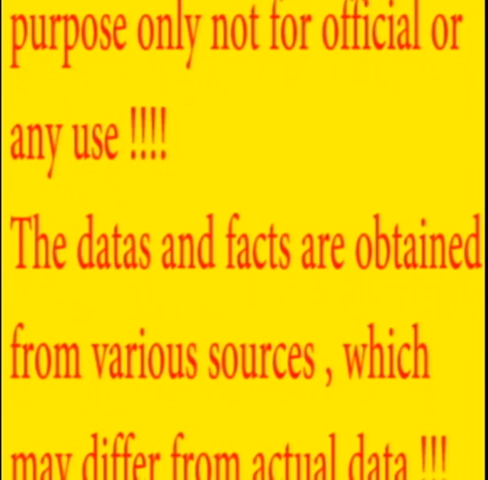 purpose only not for official or
any use !!!!
The datas and facts are obtained
from various sources , which
may differ from actual data !!!